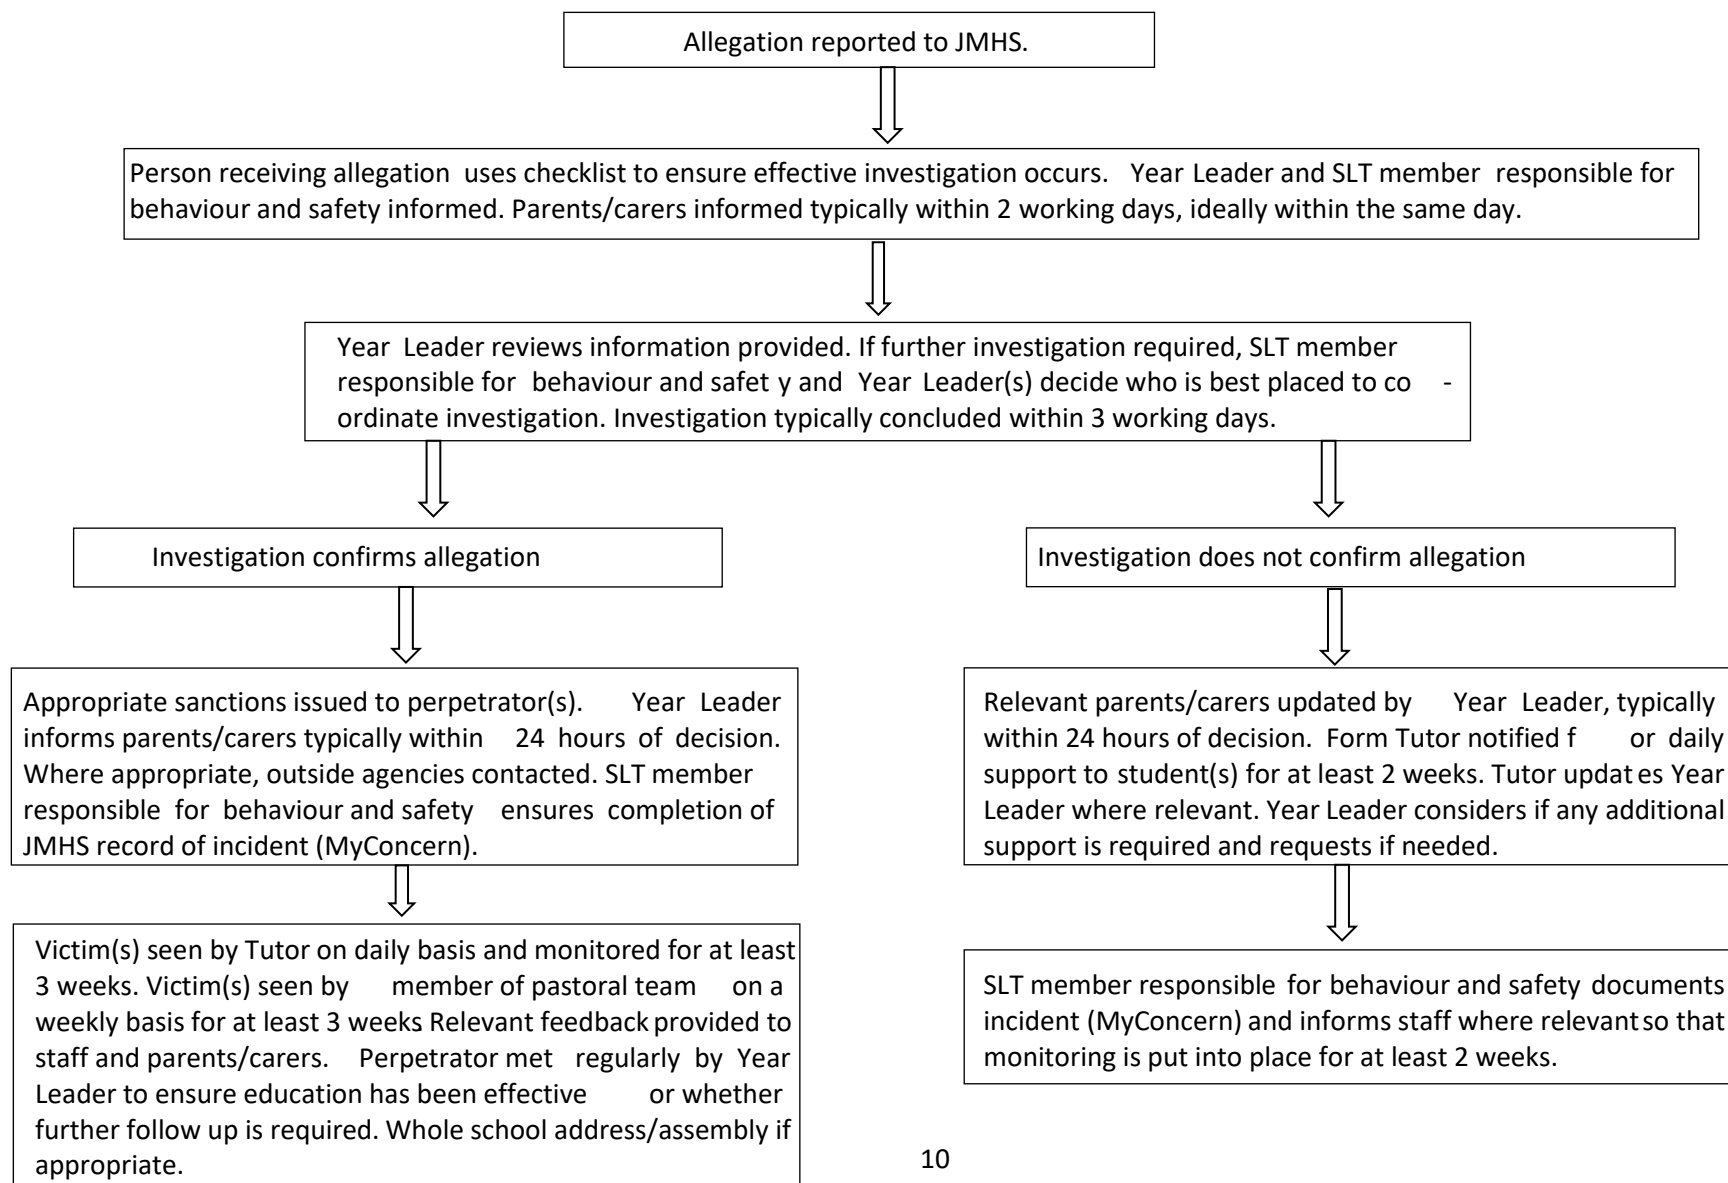 Allegation reported to JMHS.
Person receiving allegation uses checklist to ensure effective investigation occurs. Year Leader and SLT member responsible for
behaviour and safety informed. Parents/carers informed typically within 2 working days, ideally within the same day.
Year Leader reviews information provided. If further investigation required, SLT member
responsible for behaviour and safet y and Year Leader(s) decide who is best placed to co -
ordinate investigation. Investigation typically concluded within 3 working days.
Investigation confirms allegation
Investigation does not confirm allegation
Appropriate sanctions issued to perpetrator(s). Year Leader
informs parents/carers typically within 24 hours of decision.
Where appropriate, outside agencies contacted. SLT member
responsible for behaviour and safety ensures completion of
JMHS record of incident (MyConcern).
Relevant parents/carers updated by Year Leader, typically
within 24 hours of decision. Form Tutor notified f or daily
support to student(s) for at least 2 weeks. Tutor updat es Year
Leader where relevant. Year Leader considers if any additional
support is required and requests if needed.
Victim(s) seen by Tutor on daily basis and monitored for at least
3 weeks. Victim(s) seen by member of pastoral team on a
weekly basis for at least 3 weeks Relevant feedback provided to
staff and parents/carers. Perpetrator met regularly by Year
Leader to ensure education has been effective or whether
further follow up is required. Whole school address/assembly if
appropriate.
SLT member responsible for behaviour and safety documents
incident (MyConcern) and informs staff where relevant so that
monitoring is put into place for at least 2 weeks.
10